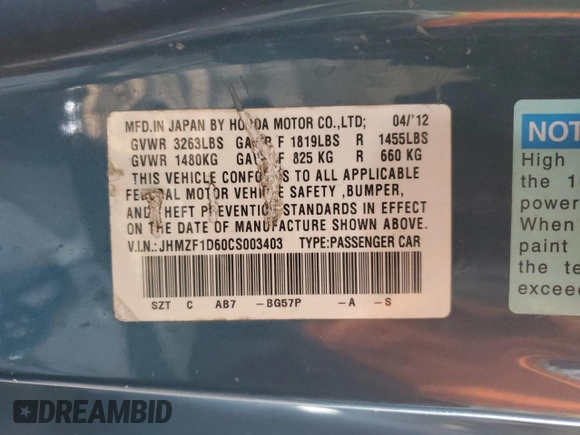 MFD.IN JAPAN BY HONDA MOTOR CO.,LTD; 04/'12
GVWR 3263LBS GAWR F 1819LBS R 1455LBS
GVWR 1480KG GAWR F 825 KG R 660 KG
THIS VEHICLE CONFORMS TO ALL APPLICABLE
FEDERAL MOTOR VEHICLE SAFETY ,BUMPER,
AND THEFT PREVENTION STANDARDS IN EFFECT
ON THE DATE OF MANUFACTURE SHOWN ABOVE.
V.I.N.: JHMZF1D60CS003403 TYPE:PASSENGER CAR
SZT C AB7 -BG57P -A -S
NOT
High
the 1
power
When
paint
the te
exceed
DREAMBID